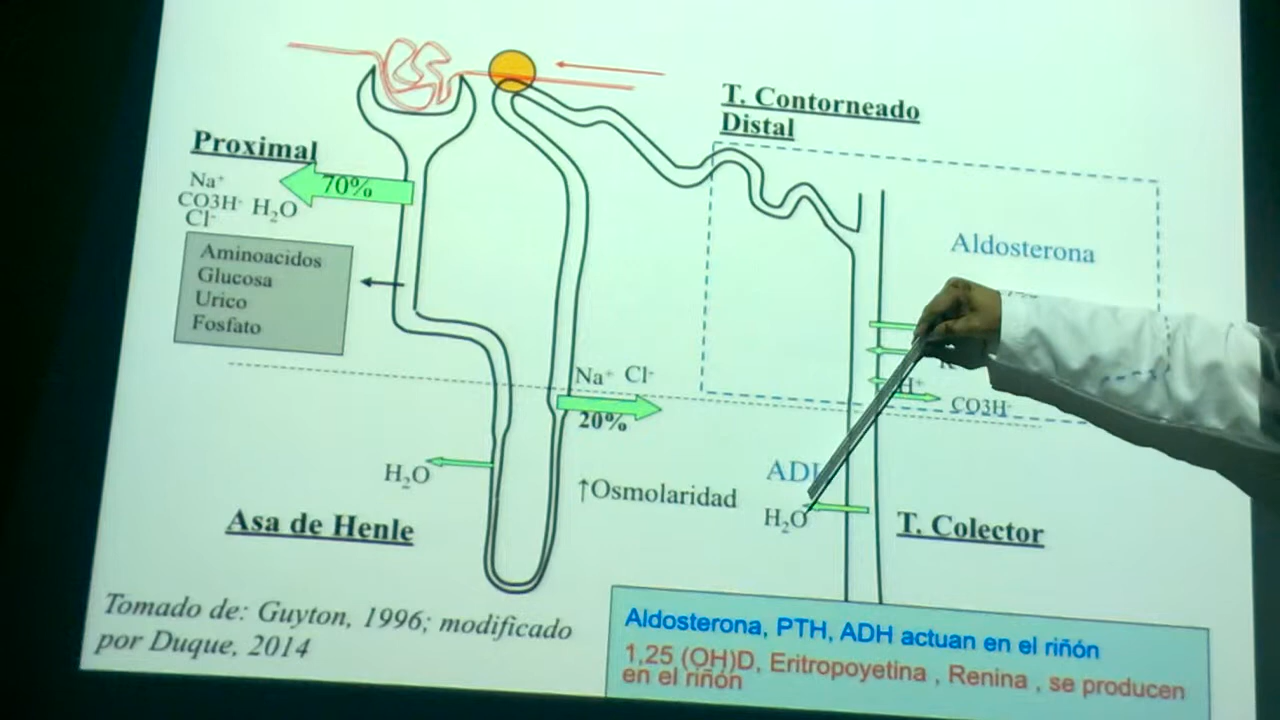 T. Contorneado
Distal
Proximal
70%
Na⁺
CO3H⁻ H₂O
Cl⁻
Aminoacidos
Glucosa
Urico
Fosfato
Aldosterona
H⁺
CO3H⁻
Na⁺ Cl⁻
20%
H₂O
↑Osmolaridad
H₂O
Asa de Henle
T. Colector
Tomado de: Guyton, 1996; modificado
por Duque, 2014
Aldosterona, PTH, ADH actuan en el riñón
1,25 (OH)D, Eritropoyetina , Renina , se producen
en el riñón